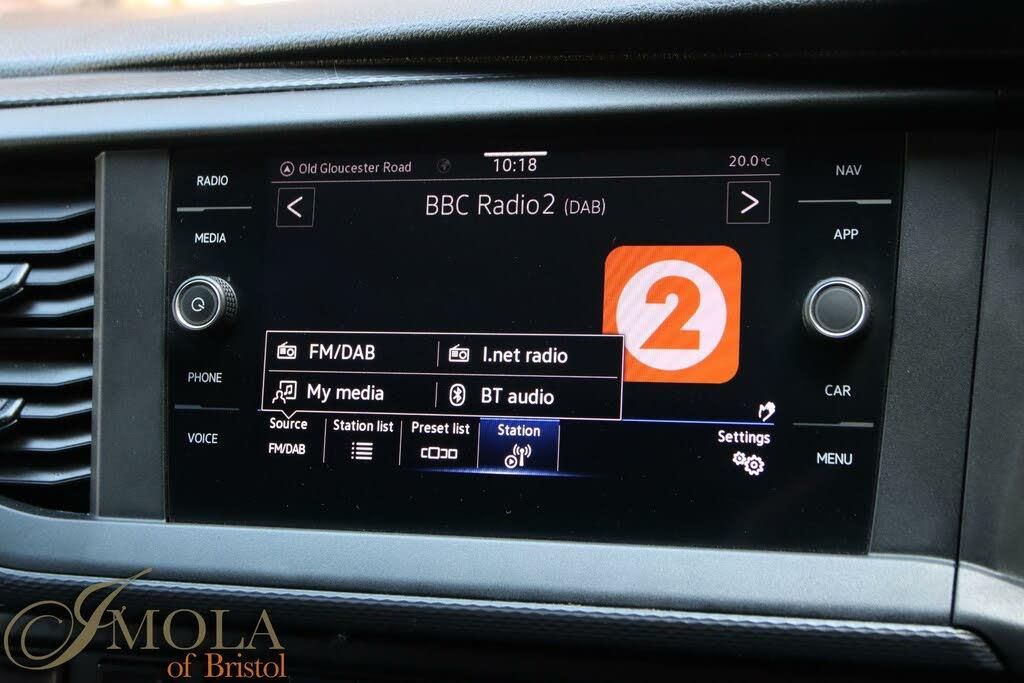 RADIO
MEDIA
PHONE
VOICE
Old Gloucester Road
10:18
20.0 °C
<
BBC Radio2 (DAB)
>
2
FM/DAB
I.net radio
My media
BT audio
Source
FM/DAB
Station list
Preset list
Station
Settings
NAV
APP
CAR
MENU
IMOLA
of Bristol